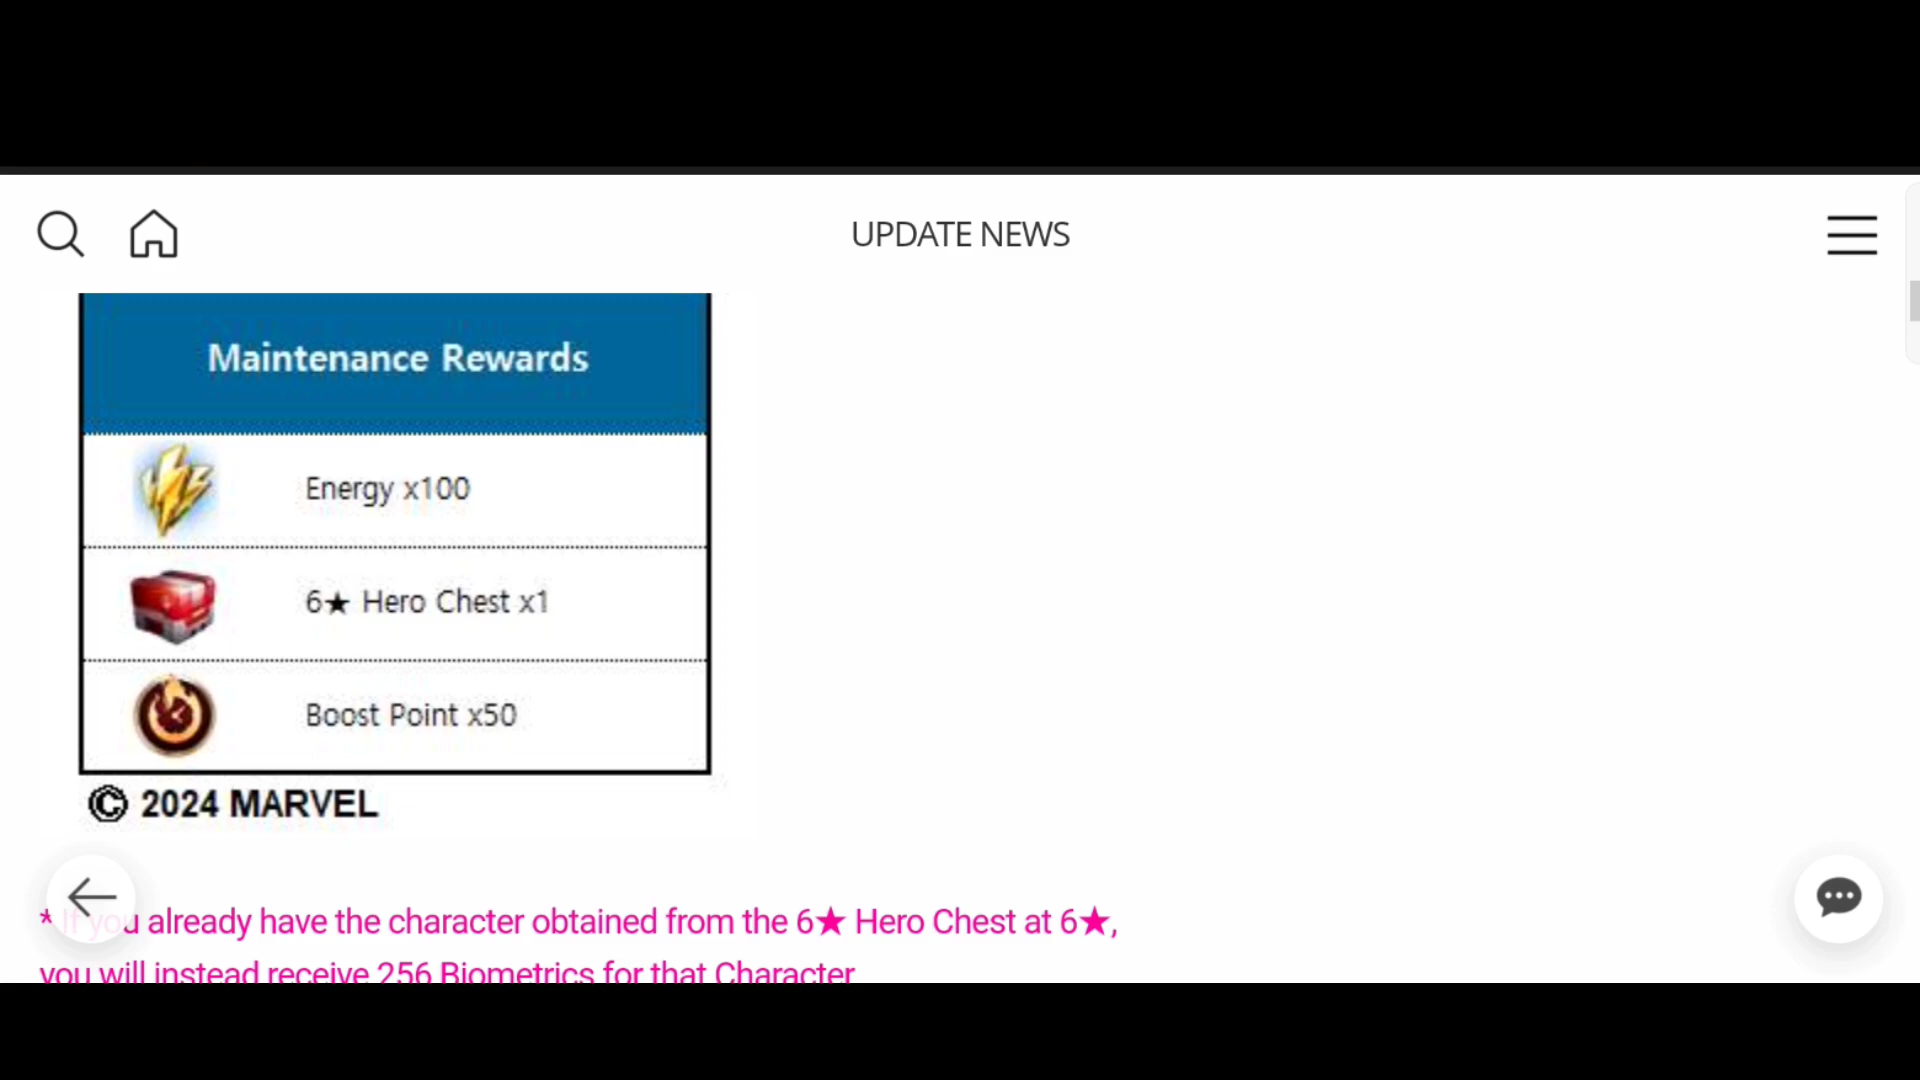 UPDATE NEWS
Maintenance Rewards
Energy x100
6★ Hero Chest x1
Boost Point x50
© 2024 MARVEL
* If you already have the character obtained from the 6★ Hero Chest at 6★,
you will instead receive 256 Biometrics for that Character